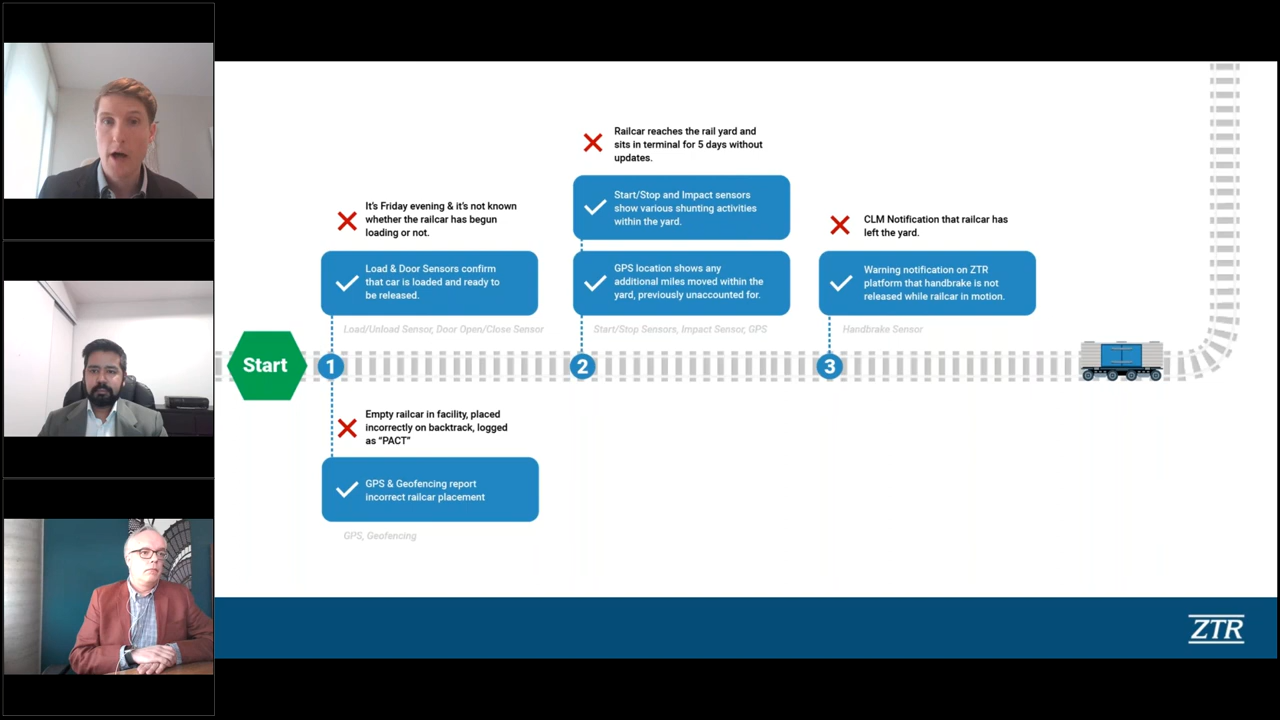 Railcar reaches the rail yard and
sits in terminal for 5 days without
updates.
It's Friday evening & it's not known
whether the railcar has begun
loading or not.
Start/Stop and Impact sensors
show various shunting activities
within the yard.
CLM Notification that railcar has
left the yard.
Load & Door Sensors confirm
that car is loaded and ready to
be released.
GPS location shows any
additional miles moved within the
yard, previously unaccounted for.
Warning notification on ZTR
platform that handbrake is not
released while railcar in motion.
Load/Unload Sensor, Door Open/Close Sensor
Start/Stop Sensors, Impact Sensor, GPS
Handbrake Sensor
Start
1
2
3
Empty railcar in facility, placed
incorrectly on backtrack, logged
as “PACT”
GPS & Geofencing report
incorrect railcar placement
GPS, Geofencing
ZTR